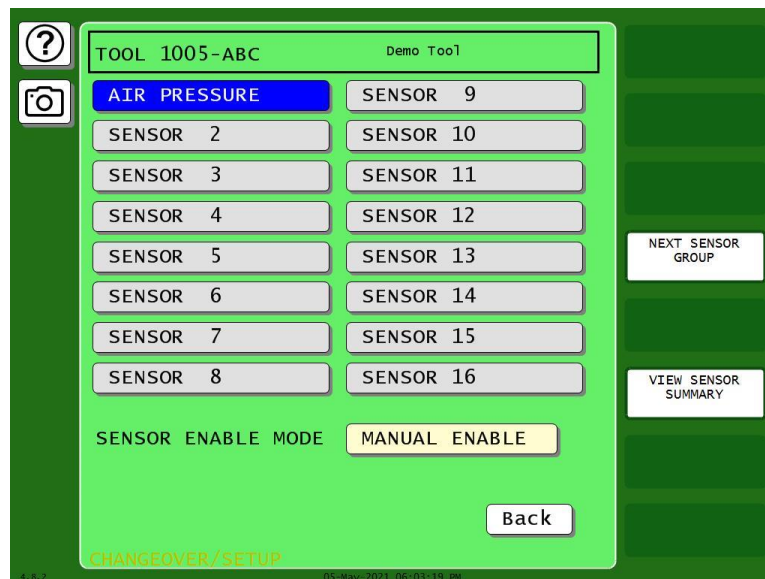 ?
TOOL 1005-ABC
Demo Tool
AIR PRESSURE
SENSOR 9
SENSOR 2
SENSOR 10
SENSOR 3
SENSOR 11
SENSOR 4
SENSOR 12
SENSOR 5
SENSOR 13
SENSOR 6
SENSOR 14
SENSOR 7
SENSOR 15
SENSOR 8
SENSOR 16
NEXT SENSOR
GROUP
VIEW SENSOR
SUMMARY
SENSOR ENABLE MODE
MANUAL ENABLE
Back
CHANGEOVER/SETUP
4.8.2
05-May-2021 06:03:19 PM